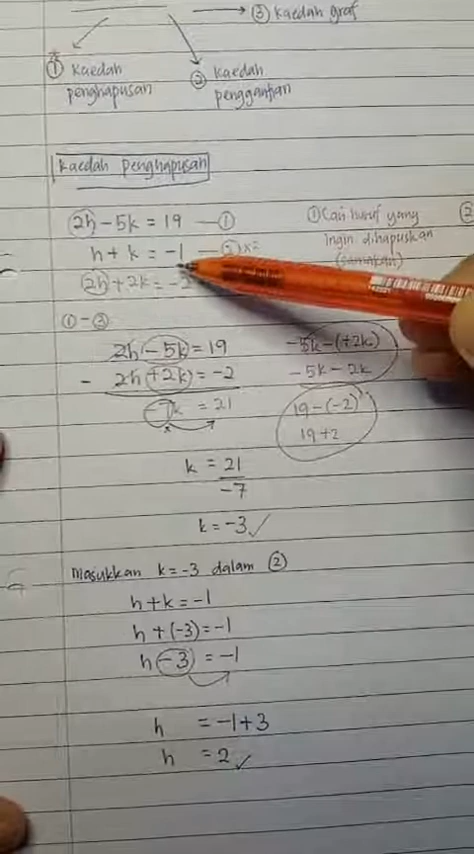 ③ Kaedah graf
① Kaedah penghapusan
② Kaedah penggantian
Kaedah Penghapusan
2h - 5k = 19 — ①
h + k = -1 — ② ×2
2h + 2k = -2
① Cari huruf yang
ingin dihapuskan
(samakan)
②
① - ③
2h - 5k = 19
- 2h + 2k = -2
-7k = 21
-5k - (+2k)
-5k - 2k
19 - (-2)
19 + 2
k = 21
-7
k = -3 ✓
Masukkan k = -3 dalam ②
h + k = -1
h + (-3) = -1
h - 3 = -1
h = -1 + 3
h = 2 ✓